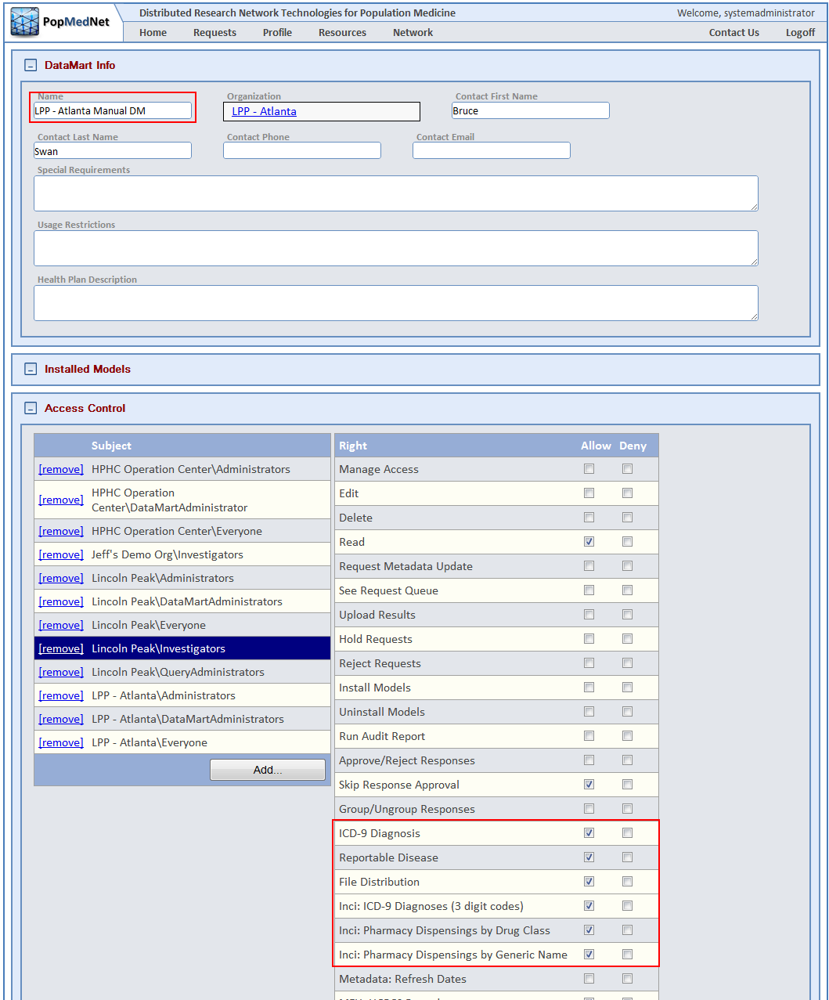 PopMedNet
Distributed Research Network Technologies for Population Medicine
Welcome, systemadministrator
Home Requests Profile Resources Network Contact Us Logoff
DataMart Info
Name Organization Contact First Name
LPP - Atlanta Manual DM LPP - Atlanta Bruce
Contact Last Name Contact Phone Contact Email
Swan
Special Requirements
Usage Restrictions
Health Plan Description
Installed Models
Access Control
Subject
[remove] HPHC Operation Center\Administrators
[remove] HPHC Operation
Center\DataMartAdministrator
[remove] HPHC Operation Center\Everyone
[remove] Jeff's Demo Org\Investigators
[remove] Lincoln Peak\Administrators
[remove] Lincoln Peak\DataMartAdministrators
[remove] Lincoln Peak\Everyone
[remove] Lincoln Peak\Investigators
[remove] Lincoln Peak\QueryAdministrators
[remove] LPP - Atlanta\Administrators
[remove] LPP - Atlanta\DataMartAdministrators
[remove] LPP - Atlanta\Everyone
Add...
Right Allow Deny
Manage Access
Edit
Delete
Read
Request Metadata Update
See Request Queue
Upload Results
Hold Requests
Reject Requests
Install Models
Uninstall Models
Run Audit Report
Approve/Reject Responses
Skip Response Approval
Group/Ungroup Responses
ICD-9 Diagnosis
Reportable Disease
File Distribution
Inci: ICD-9 Diagnoses (3 digit codes)
Inci: Pharmacy Dispensings by Drug Class
Inci: Pharmacy Dispensings by Generic Name
Metadata: Refresh Dates